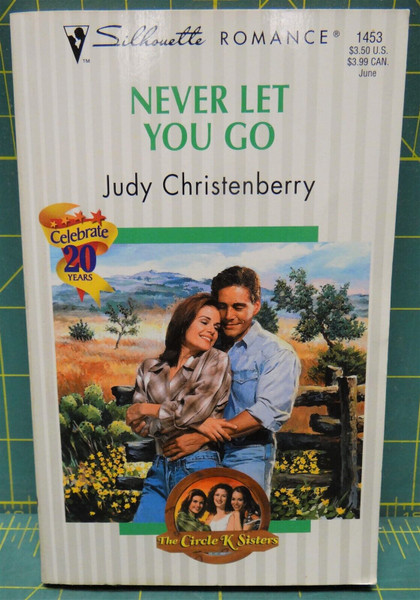 Silhouette ROMANCE®
1453
$3.50 U.S.
$3.99 CAN.
June
TM
NEVER LET
YOU GO
Judy Christenberry
Celebrate
20
YEARS
The Circle K Sisters